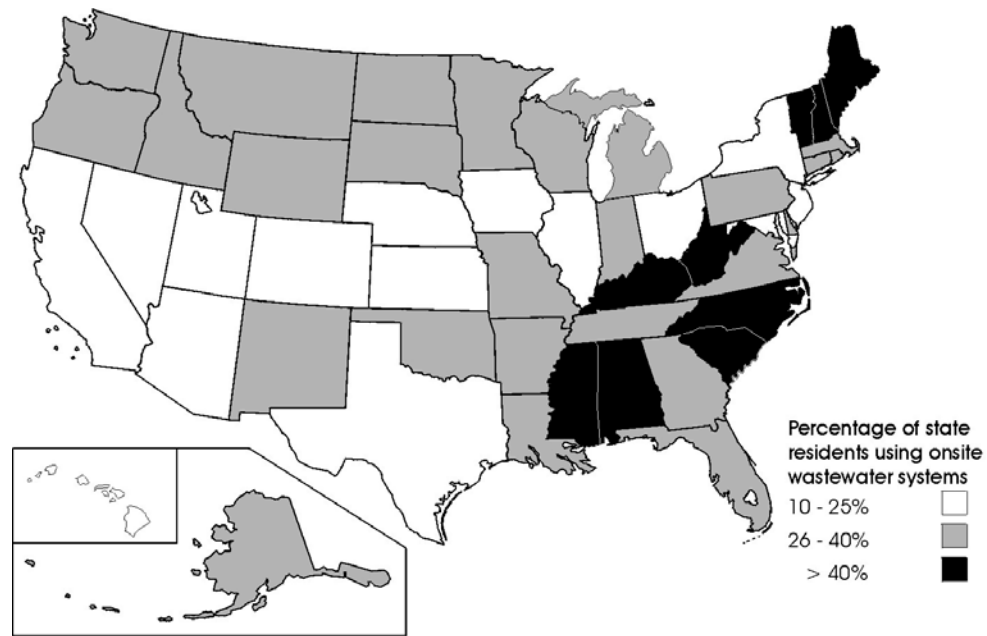 Percentage of state
residents using onsite
wastewater systems
10 - 25%
26 - 40%
> 40%